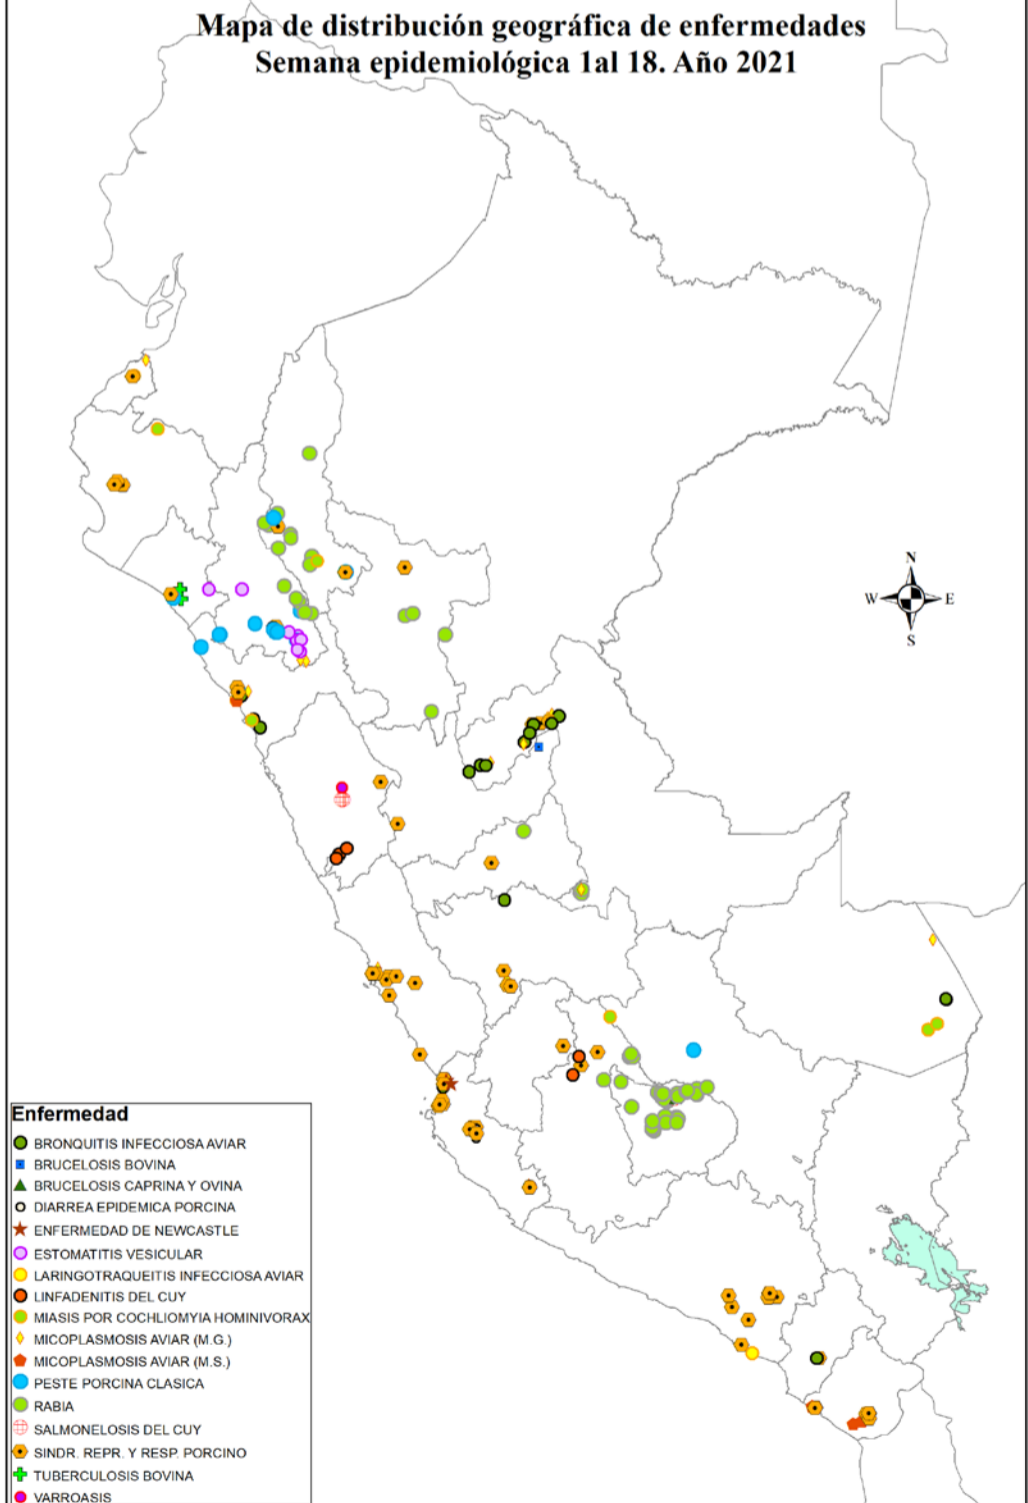 Mapa de distribución geográfica de enfermedades
Semana epidemiológica 1al 18. Año 2021
N
W E
S
Enfermedad
BRONQUITIS INFECCIOSA AVIAR
BRUCELOSIS BOVINA
BRUCELOSIS CAPRINA Y OVINA
DIARREA EPIDEMICA PORCINA
ENFERMEDAD DE NEWCASTLE
ESTOMATITIS VESICULAR
LARINGOTRAQUEITIS INFECCIOSA AVIAR
LINFADENITIS DEL CUY
MIASIS POR COCHLIOMYIA HOMINIVORAX
MICOPLASMOSIS AVIAR (M.G.)
MICOPLASMOSIS AVIAR (M.S.)
PESTE PORCINA CLASICA
RABIA
SALMONELOSIS DEL CUY
SINDR. REPR. Y RESP. PORCINO
TUBERCULOSIS BOVINA
VARROASIS